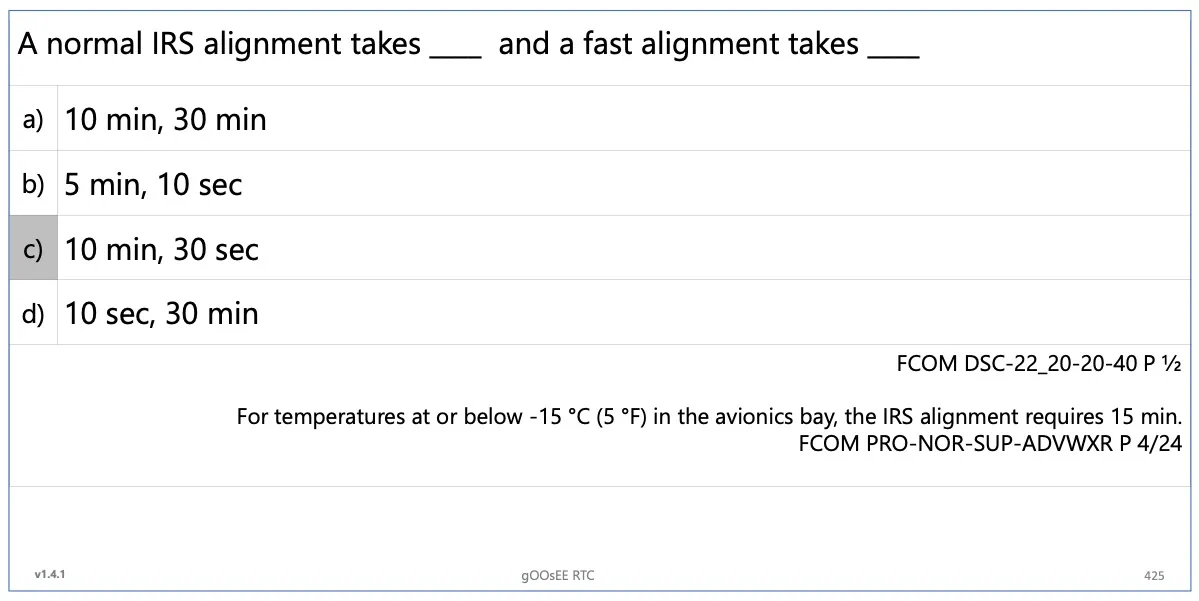 A normal IRS alignment takes ____ and a fast alignment takes ____
a) 10 min, 30 min
b) 5 min, 10 sec
c) 10 min, 30 sec
d) 10 sec, 30 min
FCOM DSC-22_20-20-40 P ½
For temperatures at or below -15 °C (5 °F) in the avionics bay, the IRS alignment requires 15 min.
FCOM PRO-NOR-SUP-ADVWXR P 4/24
v1.4.1 gOOsEE RTC 425